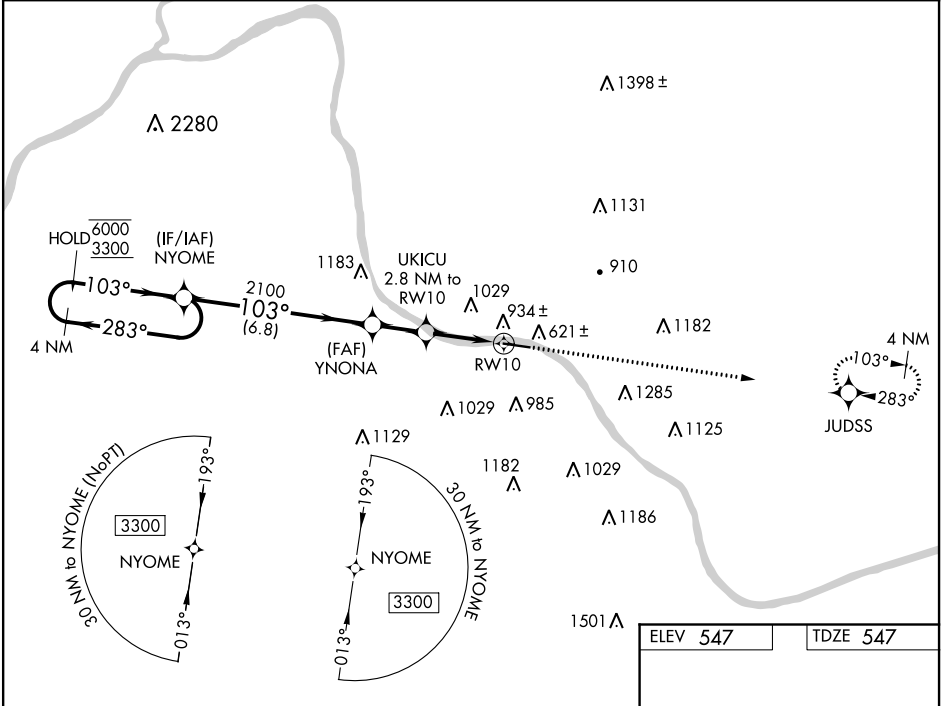 1398 ±
2280
1131
HOLD 6000
3300
(IF/IAF)
NYOME
UKICU
2.8 NM to
RW10
1183
910
103°
2100
103°
(6.8)
1029
934 ±
621 ±
1182
283°
4 NM
(FAF)
YNONA
RW10
4 NM
103°
283°
JUDSS
1285
1029
985
1125
1129
1182
1029
1186
30 NM to NYOME (NoPT)
193°
3300
NYOME
013°
193°
30 NM to NYOME
NYOME
3300
013°
1501
ELEV 547
TDZE 547